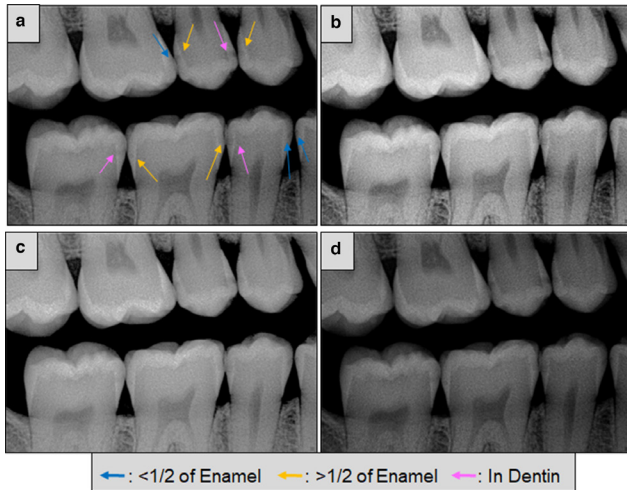 a
b
c
d
: <1/2 of Enamel : >1/2 of Enamel : In Dentin